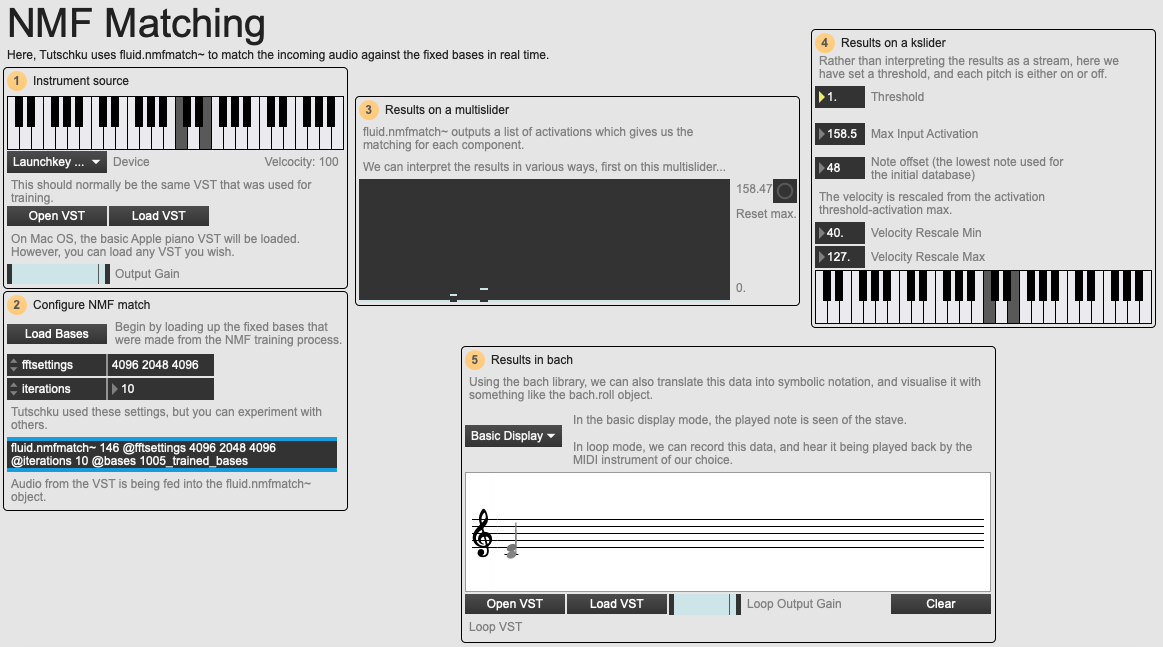 NMF Matching
Here, Tutschku uses fluid.nmfmatch~ to match the incoming audio against the fixed bases in real time.
1 Instrument source
Launchkey ... Device Velcocity: 100
This should normally be the same VST that was used for
training.
Open VST Load VST
On Mac OS, the basic Apple piano VST will be loaded.
However, you can load any VST you wish.
Output Gain
2 Configure NMF match
Load Bases
Begin by loading up the fixed bases that
were made from the NMF training process.
fftsettings 4096 2048 4096
iterations 10
Tutschku used these settings, but you can experiment with
others.
fluid.nmfmatch~ 146 @fftsettings 4096 2048 4096
@iterations 10 @bases 1005_trained_bases
Audio from the VST is being fed into the fluid.nmfmatch~
object.
3 Results on a multislider
fluid.nmfmatch~ outputs a list of activations which gives us the
matching for each component.
We can interpret the results in various ways, first on this multislider...
158.47
Reset max.
0.
4 Results on a kslider
Rather than interpreting the results as a stream, here we
have set a threshold, and each pitch is either on or off.
1. Threshold
158.5 Max Input Activation
48 Note offset (the lowest note used for
the initial database)
The velocity is rescaled from the activation
threshold-activation max.
40. Velocity Rescale Min
127. Velocity Rescale Max
5 Results in bach
Using the bach library, we can also translate this data into symbolic notation, and visualise it with
something like the bach.roll object.
Basic Display
In the basic display mode, the played note is seen of the stave.
In loop mode, we can record this data, and hear it being played back by the
MIDI instrument of our choice.
Open VST Load VST Loop Output Gain Clear
Loop VST